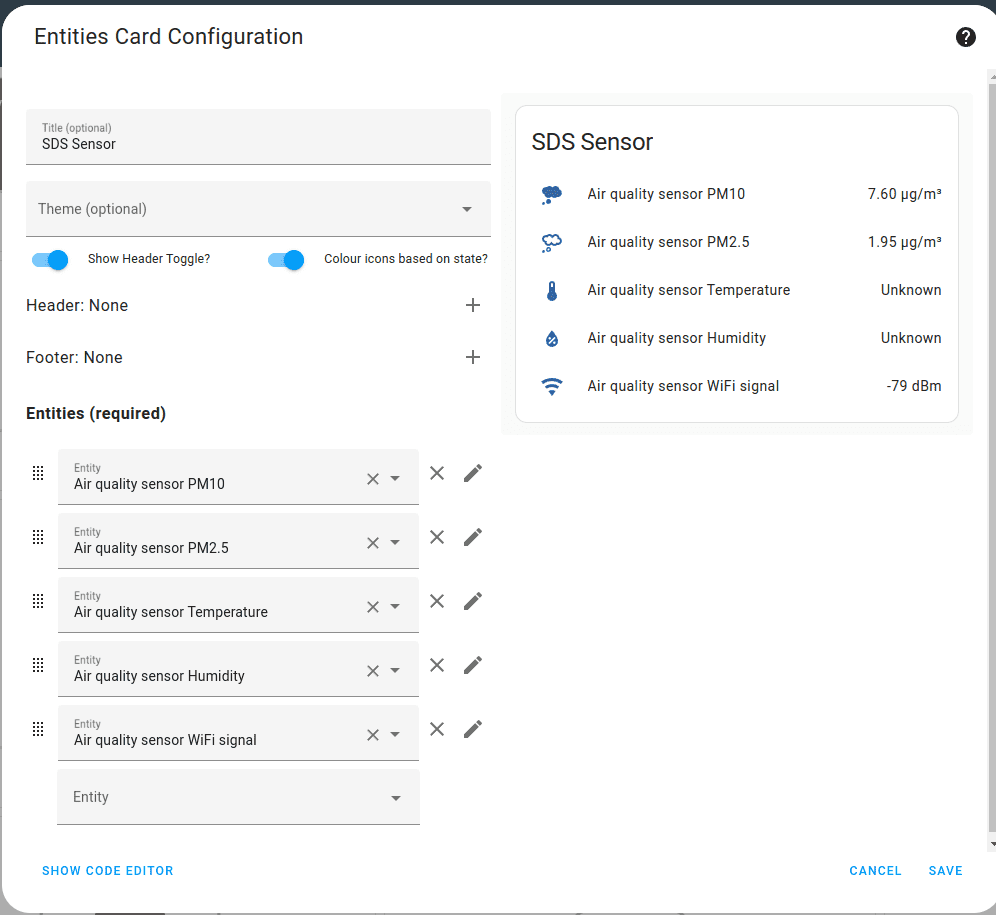 Entities Card Configuration
Title (optional)
SDS Sensor
Theme (optional)
Show Header Toggle?
Colour icons based on state?
Header: None
Footer: None
Entities (required)
Entity
Air quality sensor PM10
Entity
Air quality sensor PM2.5
Entity
Air quality sensor Temperature
Entity
Air quality sensor Humidity
Entity
Air quality sensor WiFi signal
Entity
SDS Sensor
Air quality sensor PM10 7.60 µg/m³
Air quality sensor PM2.5 1.95 µg/m³
Air quality sensor Temperature Unknown
Air quality sensor Humidity Unknown
Air quality sensor WiFi signal -79 dBm
SHOW CODE EDITOR
CANCEL
SAVE